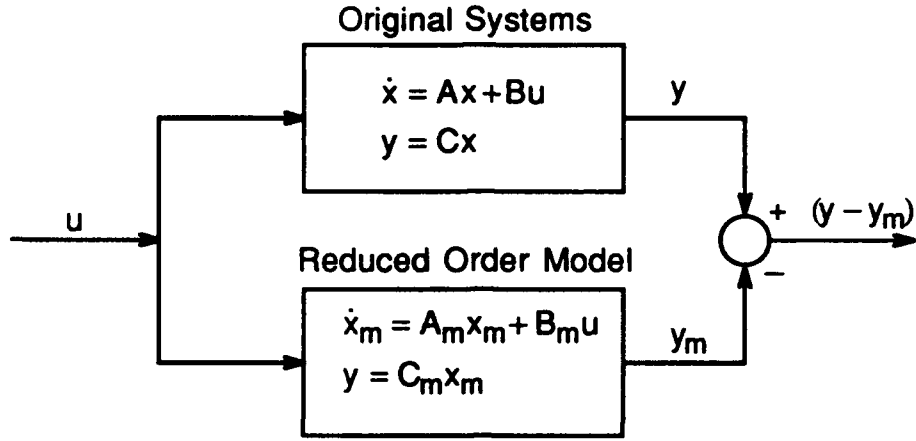 Original Systems
ẋ = Ax+Bu
y = Cx
y
u
+
(y − yₘ)
−
Reduced Order Model
ẋₘ = Aₘxₘ + Bₘu
y = Cₘxₘ
yₘ